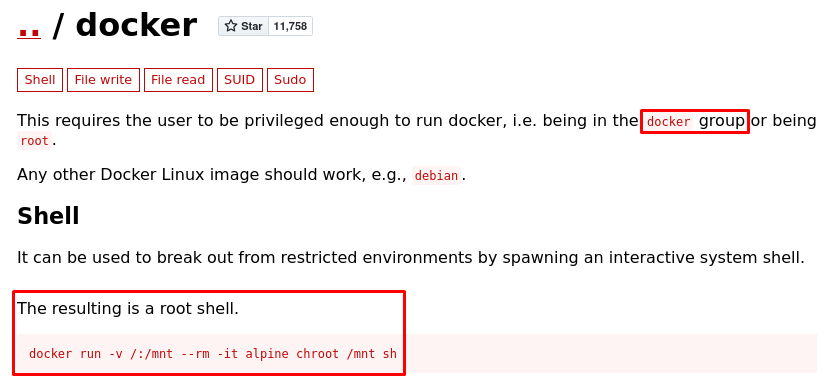 .. / docker Star 11,758
Shell File write File read SUID Sudo
This requires the user to be privileged enough to run docker, i.e. being in the docker group or being
root.
Any other Docker Linux image should work, e.g., debian.
Shell
It can be used to break out from restricted environments by spawning an interactive system shell.
The resulting is a root shell.
docker run -v /:/mnt --rm -it alpine chroot /mnt sh